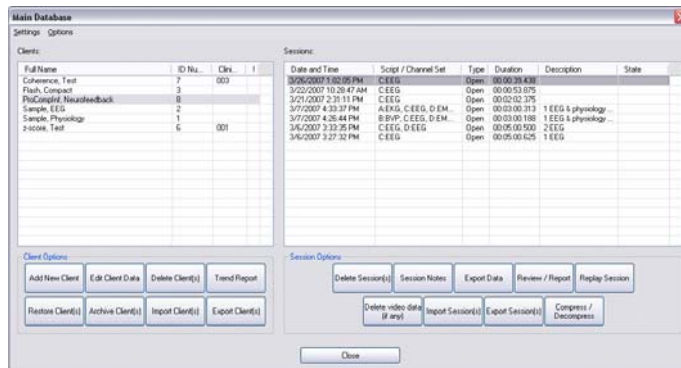 Main Database
Settings Options
Clients:
Full Name ID Nu... Clini... !
Coherence, Test 7 003
Flash, Compact 3
ProCompInf, Neurofeedback 8
Sample, EEG 2
Sample, Physiology 1
z-score, Test 6 001
Sessions:
Date and Time Script / Channel Set Type Duration Description State
3/26/2007 1:02:05 PM C:EEG Open 00:00:39.438
3/22/2007 10:28:47 AM C:EEG Open 00:00:53.875
3/21/2007 2:31:11 PM C:EEG Open 00:02:02.375
3/7/2007 4:33:37 PM A:EKG, C:EEG, D:EM... Open 00:03:00.313 1 EEG & physiology ...
3/7/2007 4:26:44 PM B:BVP, C:EEG, D:EM... Open 00:03:00.188 1 EEG & physiology ...
3/6/2007 3:33:35 PM C:EEG, D:EEG Open 00:05:00.500 2 EEG
3/6/2007 3:27:32 PM C:EEG Open 00:05:00.625 1 EEG
Client Options
Add New Client Edit Client Data Delete Client(s) Trend Report
Restore Client(s) Archive Client(s) Import Client(s) Export Client(s)
Session Options
Delete Session(s) Session Notes Export Data Review / Report Replay Session
Delete video data (if any) Import Session(s) Export Session(s) Compress / Decompress
Close